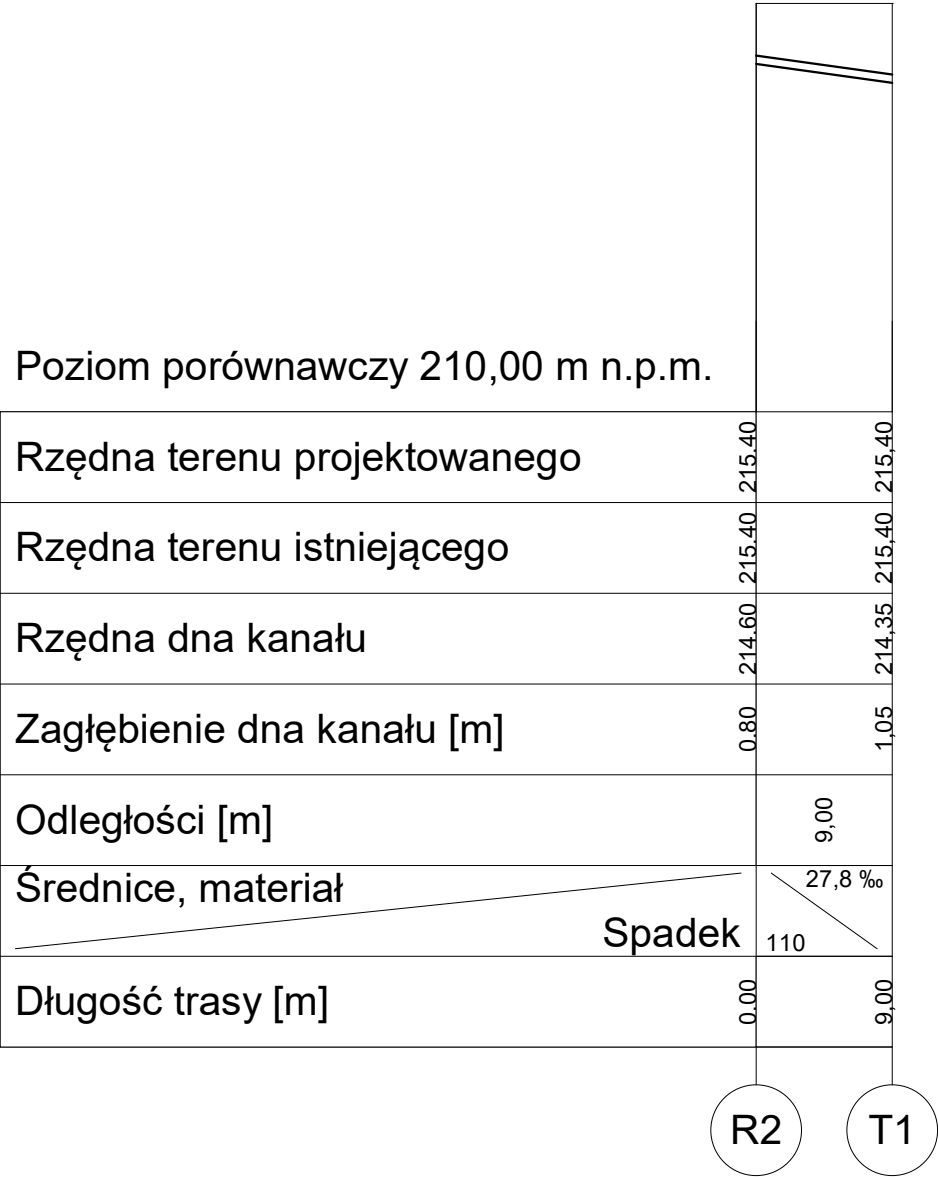 Poziom porównawczy 210,00 m n.p.m.
Rzędna terenu projektowanego 215.40 215,40
Rzędna terenu istniejącego 215.40 215,40
Rzędna dna kanału 214.60 214,35
Zagłębienie dna kanału [m] 0.80 1,05
Odległości [m] 9,00
Średnice, materiał 27,8 ‰
Spadek 110
Długość trasy [m] 0.00 9,00
R2 T1